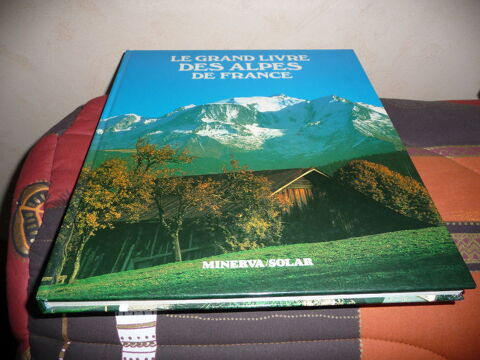 LE GRAND LIVRE
DES ALPES
DE FRANCE
MINERVA/SOLAR